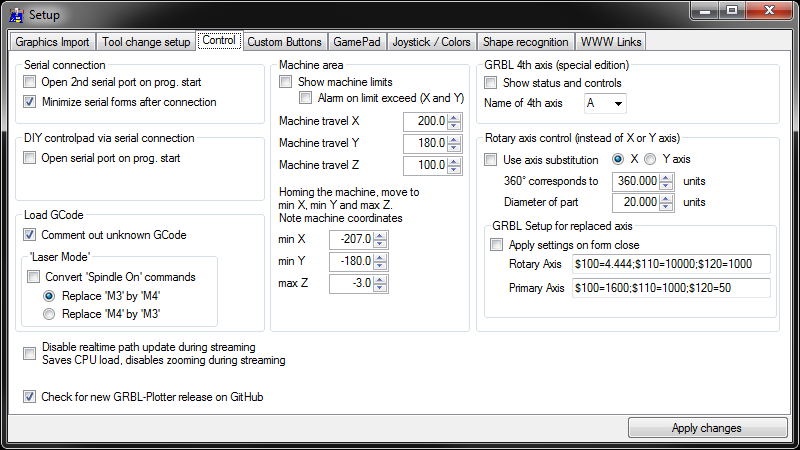 Setup
Graphics Import
Tool change setup
Control
Custom Buttons
GamePad
Joystick / Colors
Shape recognition
WWW Links
Serial connection
Open 2nd serial port on prog. start
Minimize serial forms after connection
DIY controlpad via serial connection
Open serial port on prog. start
Load GCode
Comment out unknown GCode
'Laser Mode'
Convert 'Spindle On' commands
Replace 'M3' by 'M4'
Replace 'M4' by 'M3'
Disable realtime path update during streaming
Saves CPU load, disables zooming during streaming
Check for new GRBL-Plotter release on GitHub
Machine area
Show machine limits
Alarm on limit exceed (X and Y)
Machine travel X 200.0
Machine travel Y 180.0
Machine travel Z 100.0
Homing the machine, move to
min X, min Y and max Z.
Note machine coordinates
min X -207.0
min Y -180.0
max Z -3.0
GRBL 4th axis (special edition)
Show status and controls
Name of 4th axis A
Rotary axis control (instead of X or Y axis)
Use axis substitution X Y axis
360° corresponds to 360.000 units
Diameter of part 20.000 units
GRBL Setup for replaced axis
Apply settings on form close
Rotary Axis $100=4.444;$110=10000;$120=1000
Primary Axis $100=1600;$110=1000;$120=50
Apply changes